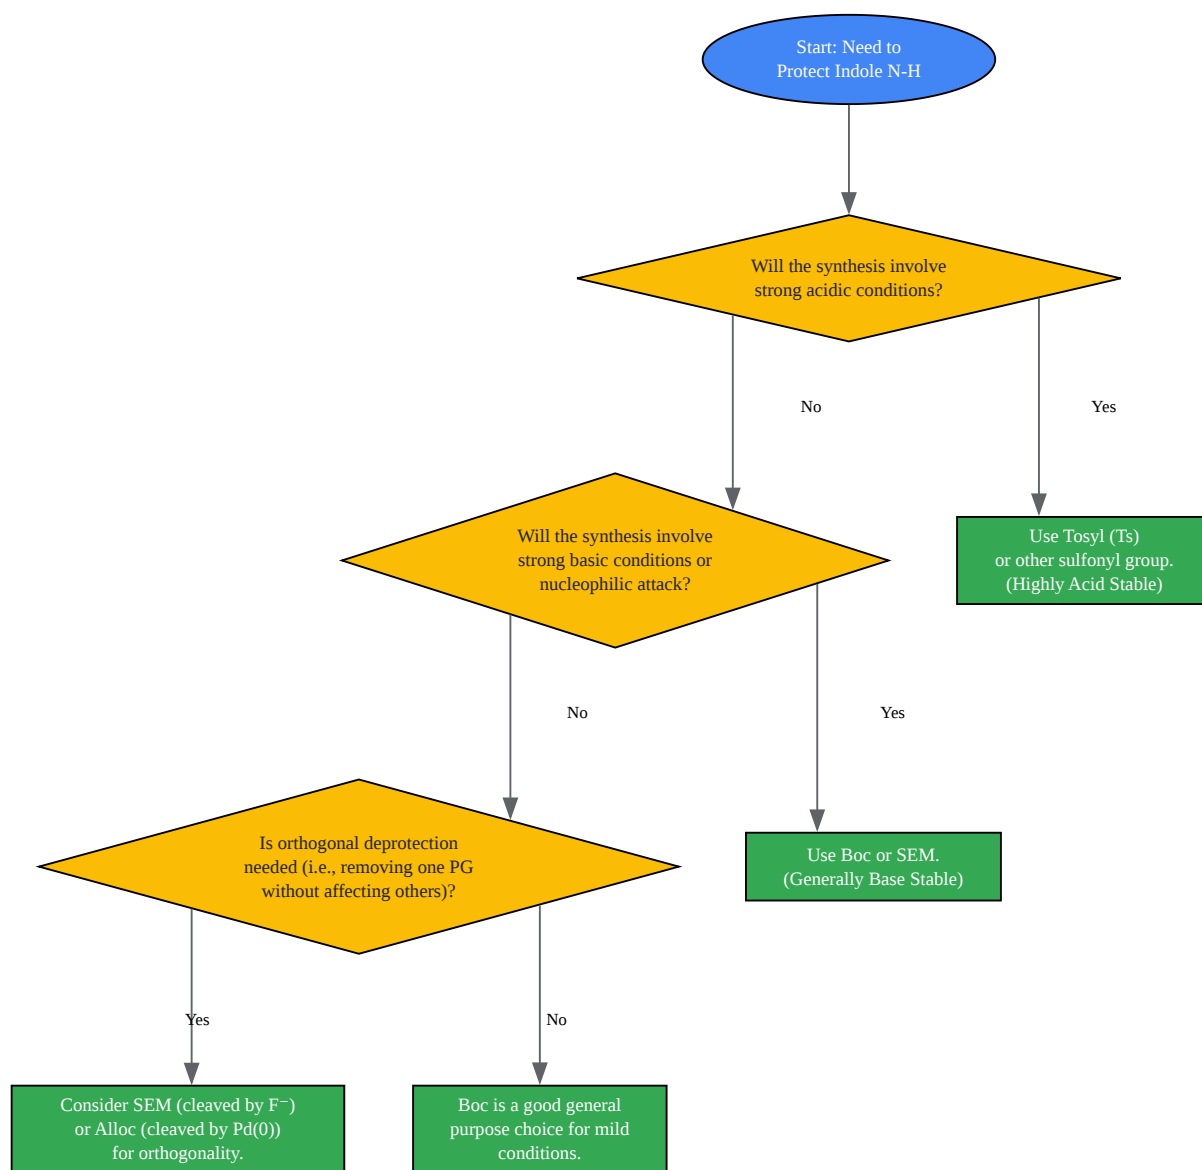 Start: Need to
Protect Indole N-H
Will the synthesis involve
strong acidic conditions?
No
Yes
Will the synthesis involve
strong basic conditions or
nucleophilic attack?
Use Tosyl (Ts)
or other sulfonyl group.
(Highly Acid Stable)
No
Yes
Is orthogonal deprotection
needed (i.e., removing one PG
without affecting others)?
Use Boc or SEM.
(Generally Base Stable)
Yes
No
Consider SEM (cleaved by F⁻)
or Alloc (cleaved by Pd(0))
for orthogonality.
Boc is a good general
purpose choice for mild
conditions.